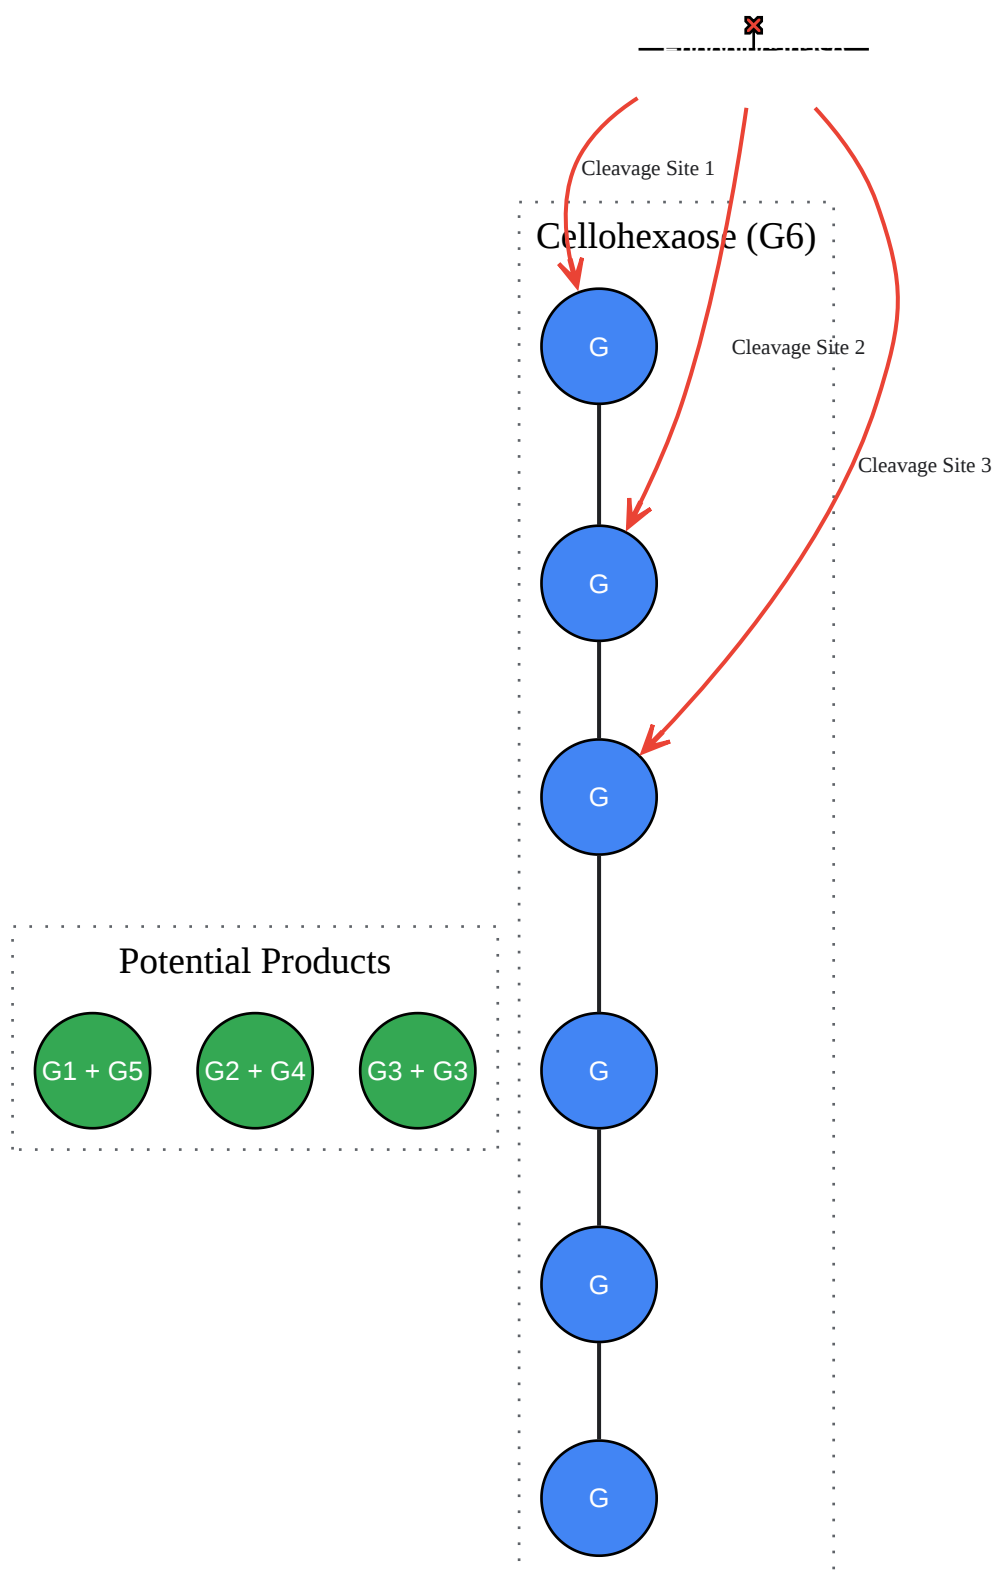 Cleavage Site 1
Cellohexaose (G6)
G
Cleavage Site 2
Cleavage Site 3
G
G
Potential Products
G1 + G5
G2 + G4
G3 + G3
G
G
G